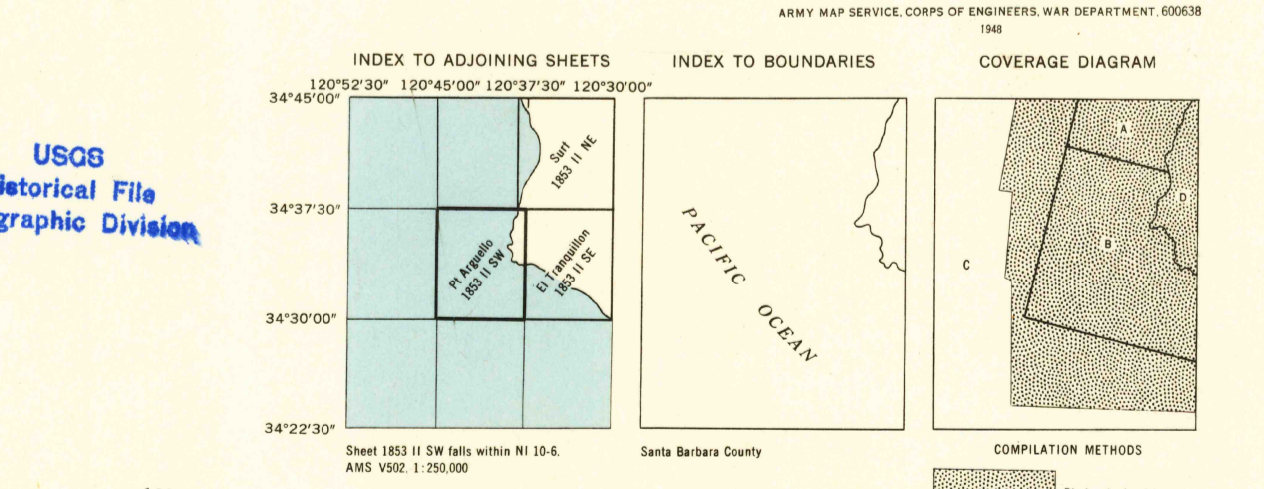 ARMY MAP SERVICE, CORPS OF ENGINEERS, WAR DEPARTMENT, 600638
1948
INDEX TO ADJOINING SHEETS
120°52'30" 120°45'00" 120°37'30" 120°30'00"
34°45'00"
Surf
1853 II NE
34°37'30"
Pt Arguello
1853 II SW
El Tranquillon
1853 II SE
34°30'00"
34°22'30"
Sheet 1853 II SW falls within NI 10-6.
AMS V502, 1:250,000
INDEX TO BOUNDARIES
PACIFIC OCEAN
Santa Barbara County
COVERAGE DIAGRAM
A
B
C
D
COMPILATION METHODS
USGS
istorical File
graphic Division